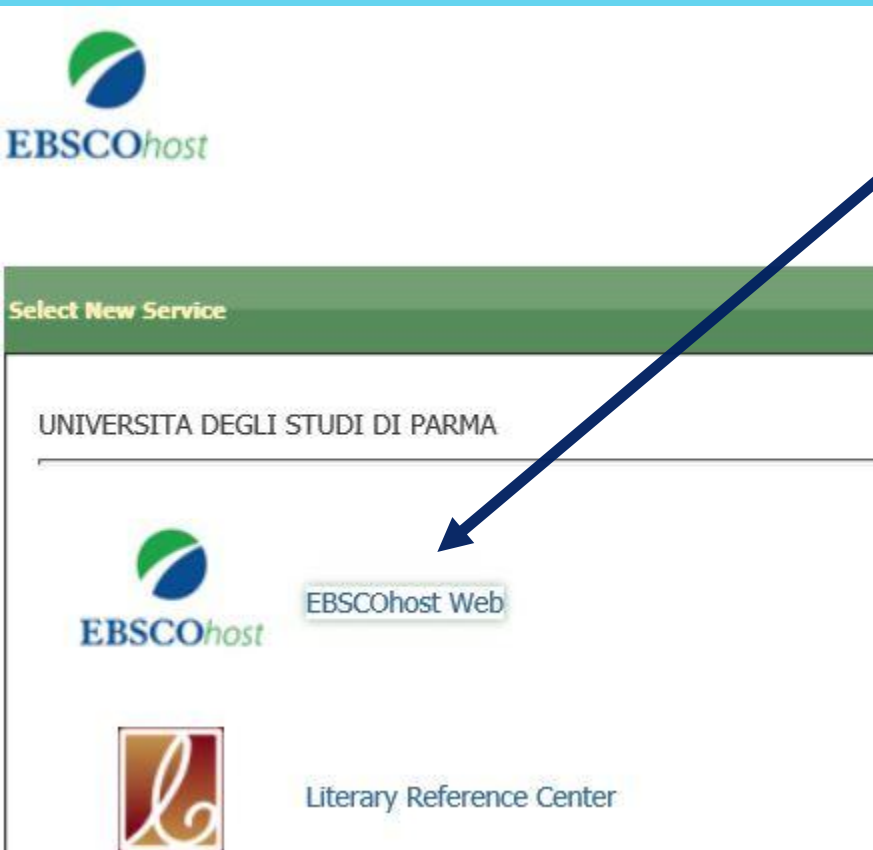 EBSCOhost
Select New Service
UNIVERSITA DEGLI STUDI DI PARMA
EBSCOhost Web
EBSCOhost
Literary Reference Center